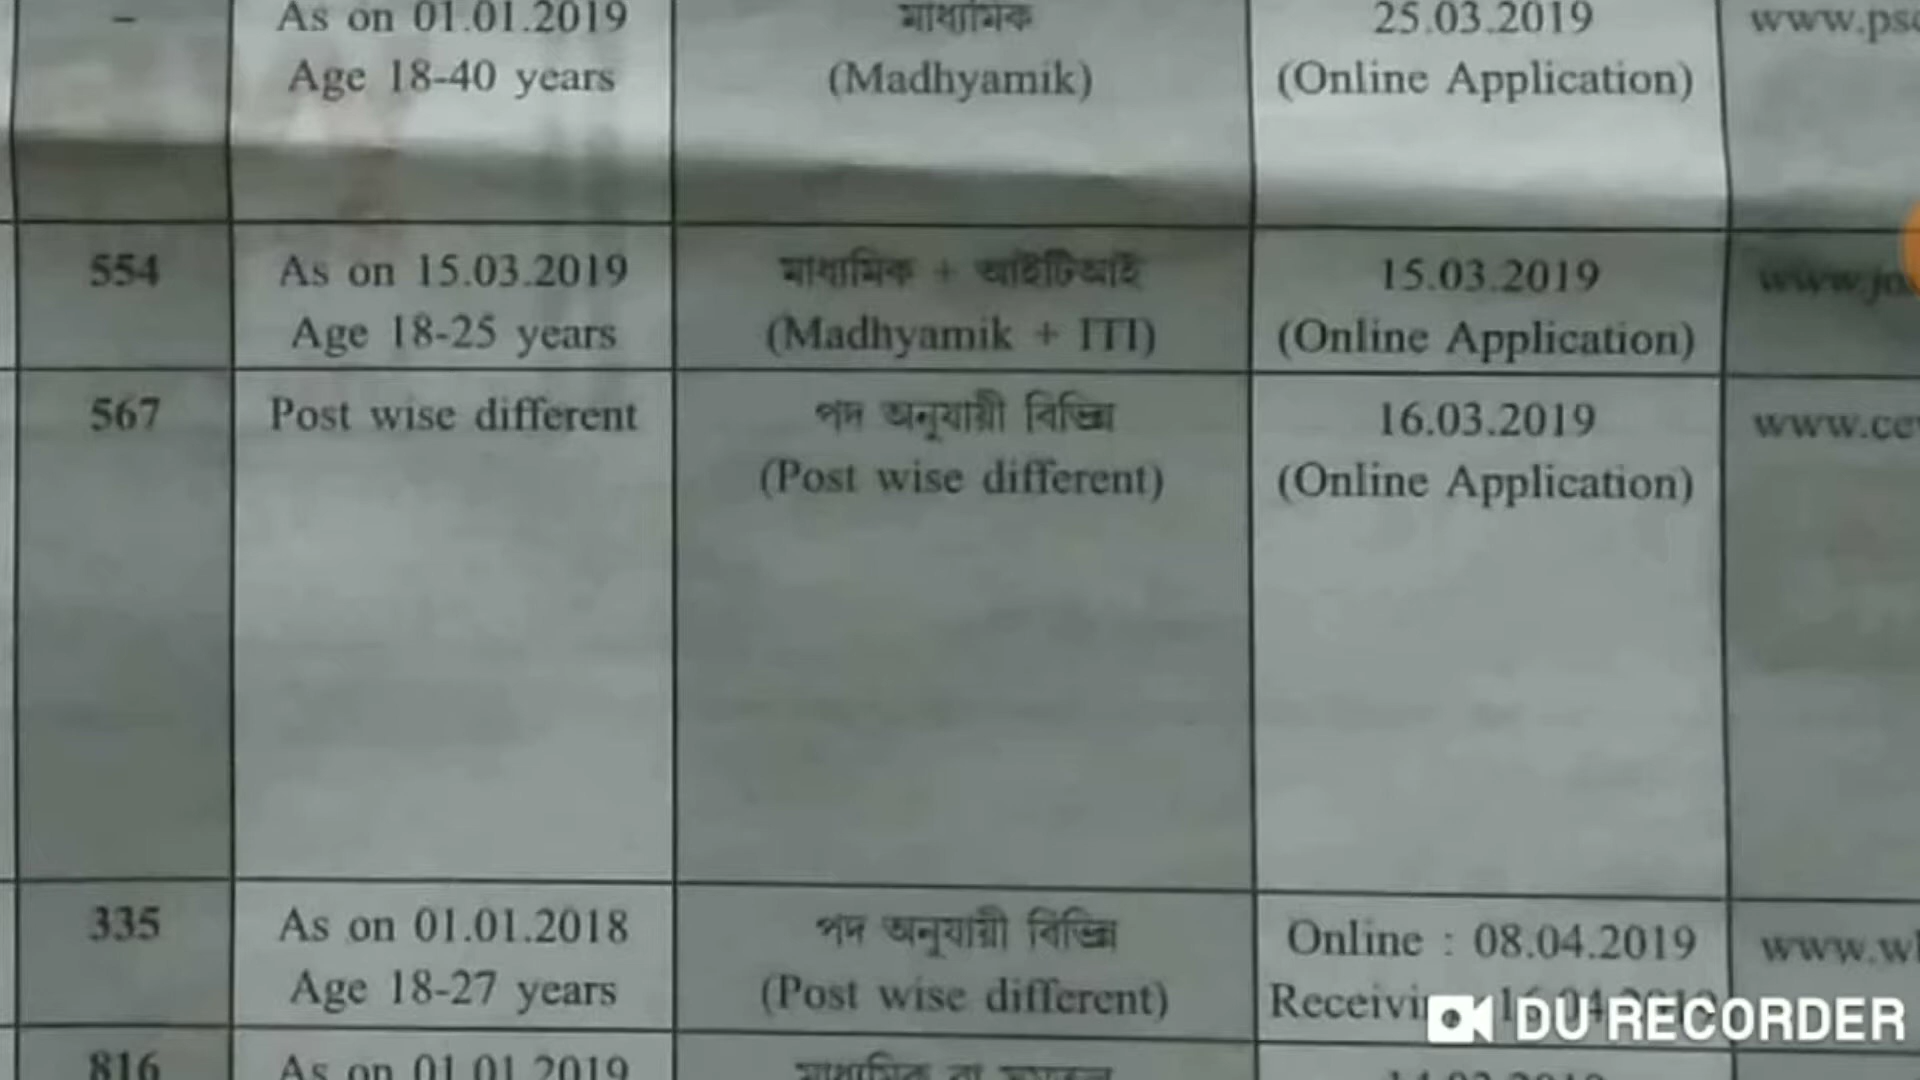 –
As on 01.01.2019
Age 18-40 years
মাধ্যমিক
(Madhyamik)
25.03.2019
(Online Application)
554
As on 15.03.2019
Age 18-25 years
মাধ্যমিক + আইটিআই
(Madhyamik + ITI)
15.03.2019
(Online Application)
567
Post wise different
পদ অনুযায়ী বিভিন্ন
(Post wise different)
16.03.2019
(Online Application)
335
As on 01.01.2018
Age 18-27 years
পদ অনুযায়ী বিভিন্ন
(Post wise different)
Online : 08.04.2019
816
As on 01.01.2019
DU RECORDER